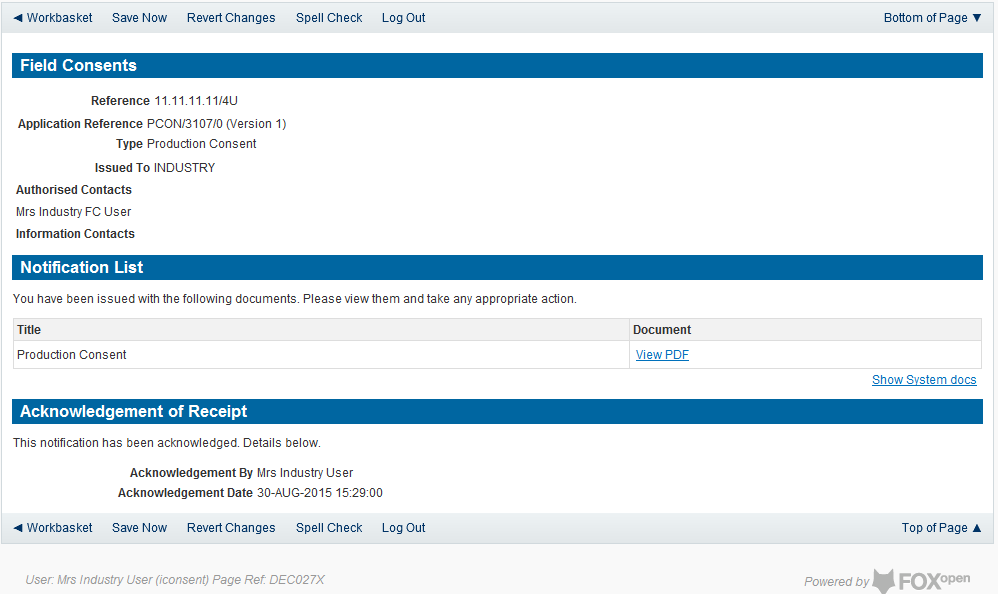 ◄ Workbasket Save Now Revert Changes Spell Check Log Out Bottom of Page ▼
Field Consents
Reference 11.11.11.11/4U
Application Reference PCON/3107/0 (Version 1)
Type Production Consent
Issued To INDUSTRY
Authorised Contacts
Mrs Industry FC User
Information Contacts
Notification List
You have been issued with the following documents. Please view them and take any appropriate action.
Title Document
Production Consent View PDF
Show System docs
Acknowledgement of Receipt
This notification has been acknowledged. Details below.
Acknowledgement By Mrs Industry User
Acknowledgement Date 30-AUG-2015 15:29:00
◄ Workbasket Save Now Revert Changes Spell Check Log Out Top of Page ▲
User: Mrs Industry User (iconsent) Page Ref: DEC027X
Powered by FOXopen